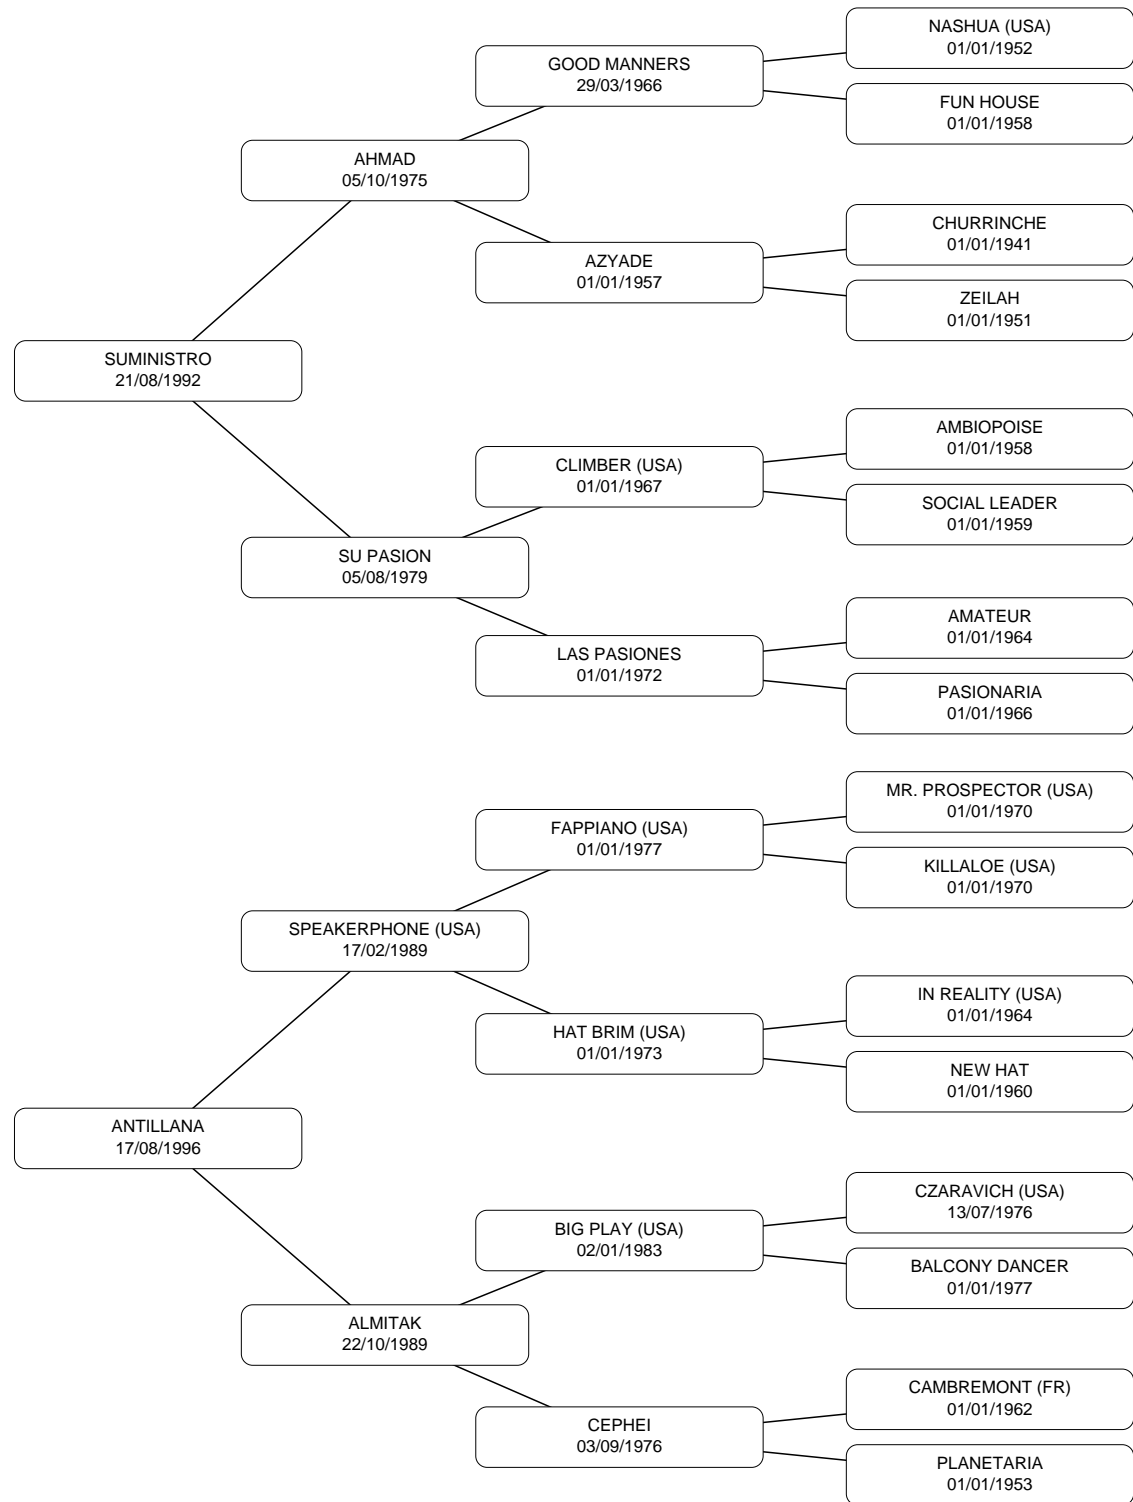 NASHUA (USA)
01/01/1952
GOOD MANNERS
29/03/1966
FUN HOUSE
01/01/1958
AHMAD
05/10/1975
CHURRINCHE
01/01/1941
AZYADE
01/01/1957
ZEILAH
01/01/1951
SUMINISTRO
21/08/1992
AMBIOPOISE
01/01/1958
CLIMBER (USA)
01/01/1967
SOCIAL LEADER
01/01/1959
SU PASION
05/08/1979
AMATEUR
01/01/1964
LAS PASIONES
01/01/1972
PASIONARIA
01/01/1966
MR. PROSPECTOR (USA)
01/01/1970
FAPPIANO (USA)
01/01/1977
KILLALOE (USA)
01/01/1970
SPEAKERPHONE (USA)
17/02/1989
IN REALITY (USA)
01/01/1964
HAT BRIM (USA)
01/01/1973
NEW HAT
01/01/1960
ANTILLANA
17/08/1996
CZARAVICH (USA)
13/07/1976
BIG PLAY (USA)
02/01/1983
BALCONY DANCER
01/01/1977
ALMITAK
22/10/1989
CAMBREMONT (FR)
01/01/1962
CEPHEI
03/09/1976
PLANETARIA
01/01/1953